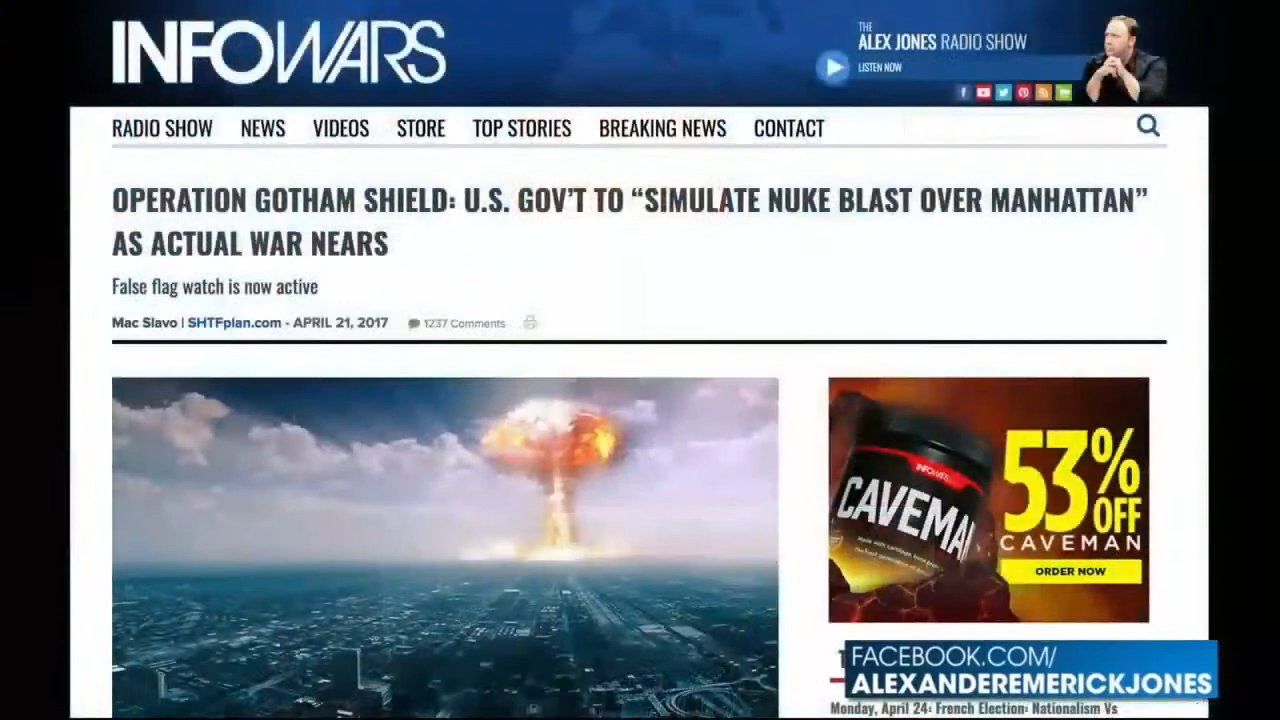 INFOWARS
THE
ALEX JONES RADIO SHOW
LISTEN NOW
RADIO SHOW NEWS VIDEOS STORE TOP STORIES BREAKING NEWS CONTACT
OPERATION GOTHAM SHIELD: U.S. GOV'T TO “SIMULATE NUKE BLAST OVER MANHATTAN”
AS ACTUAL WAR NEARS
False flag watch is now active
Mac Slavo | SHTFplan.com - APRIL 21, 2017 1237 Comments
INFOWARS
CAVEMA
53%
OFF
CAVEMAN
ORDER NOW
FACEBOOK.COM/
ALEXANDEREMERICKJONES
Monday, April 24: French Election: Nationalism Vs